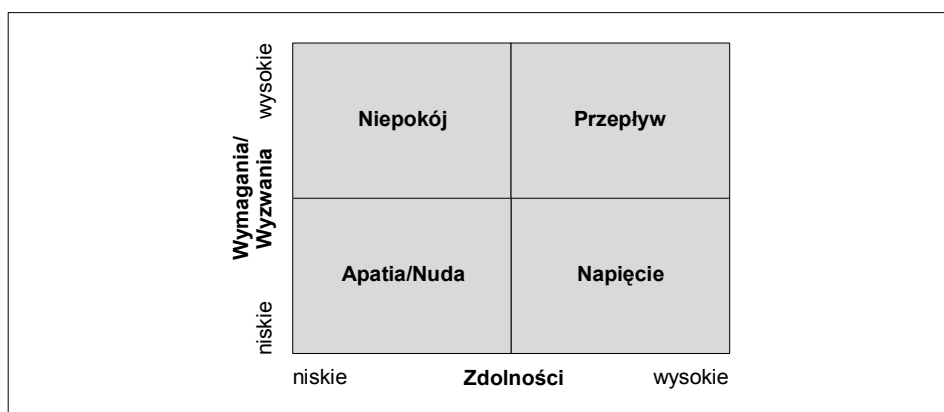 wysokie
Niepokój
Przepływ
Wymagania/
Wyzwania
Apatia/Nuda
Napięcie
niskie
niskie
Zdolności
wysokie